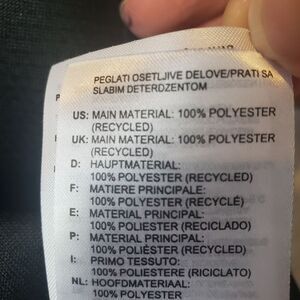 PEGLATI OSETLJIVE DELOVE/PRATI SA
SLABIM DETERDZENTOM
US: MAIN MATERIAL: 100% POLYESTER
(RECYCLED)
UK: MAIN MATERIAL: 100% POLYESTER
(RECYCLED)
D: HAUPTMATERIAL:
100% POLYESTER (RECYCLED)
F: MATIERE PRINCIPALE:
100% POLYESTER (RECYCLÉ)
E: MATERIAL PRINCIPAL:
100% POLIESTER (RECICLADO)
P: MATERIAL PRINCIPAL:
100% POLIÉSTER (RECYCLED)
I: PRIMO TESSUTO:
100% POLIESTERE (RICICLATO)
NL: HOOFDMATERIAAL:
100% POLYESTER